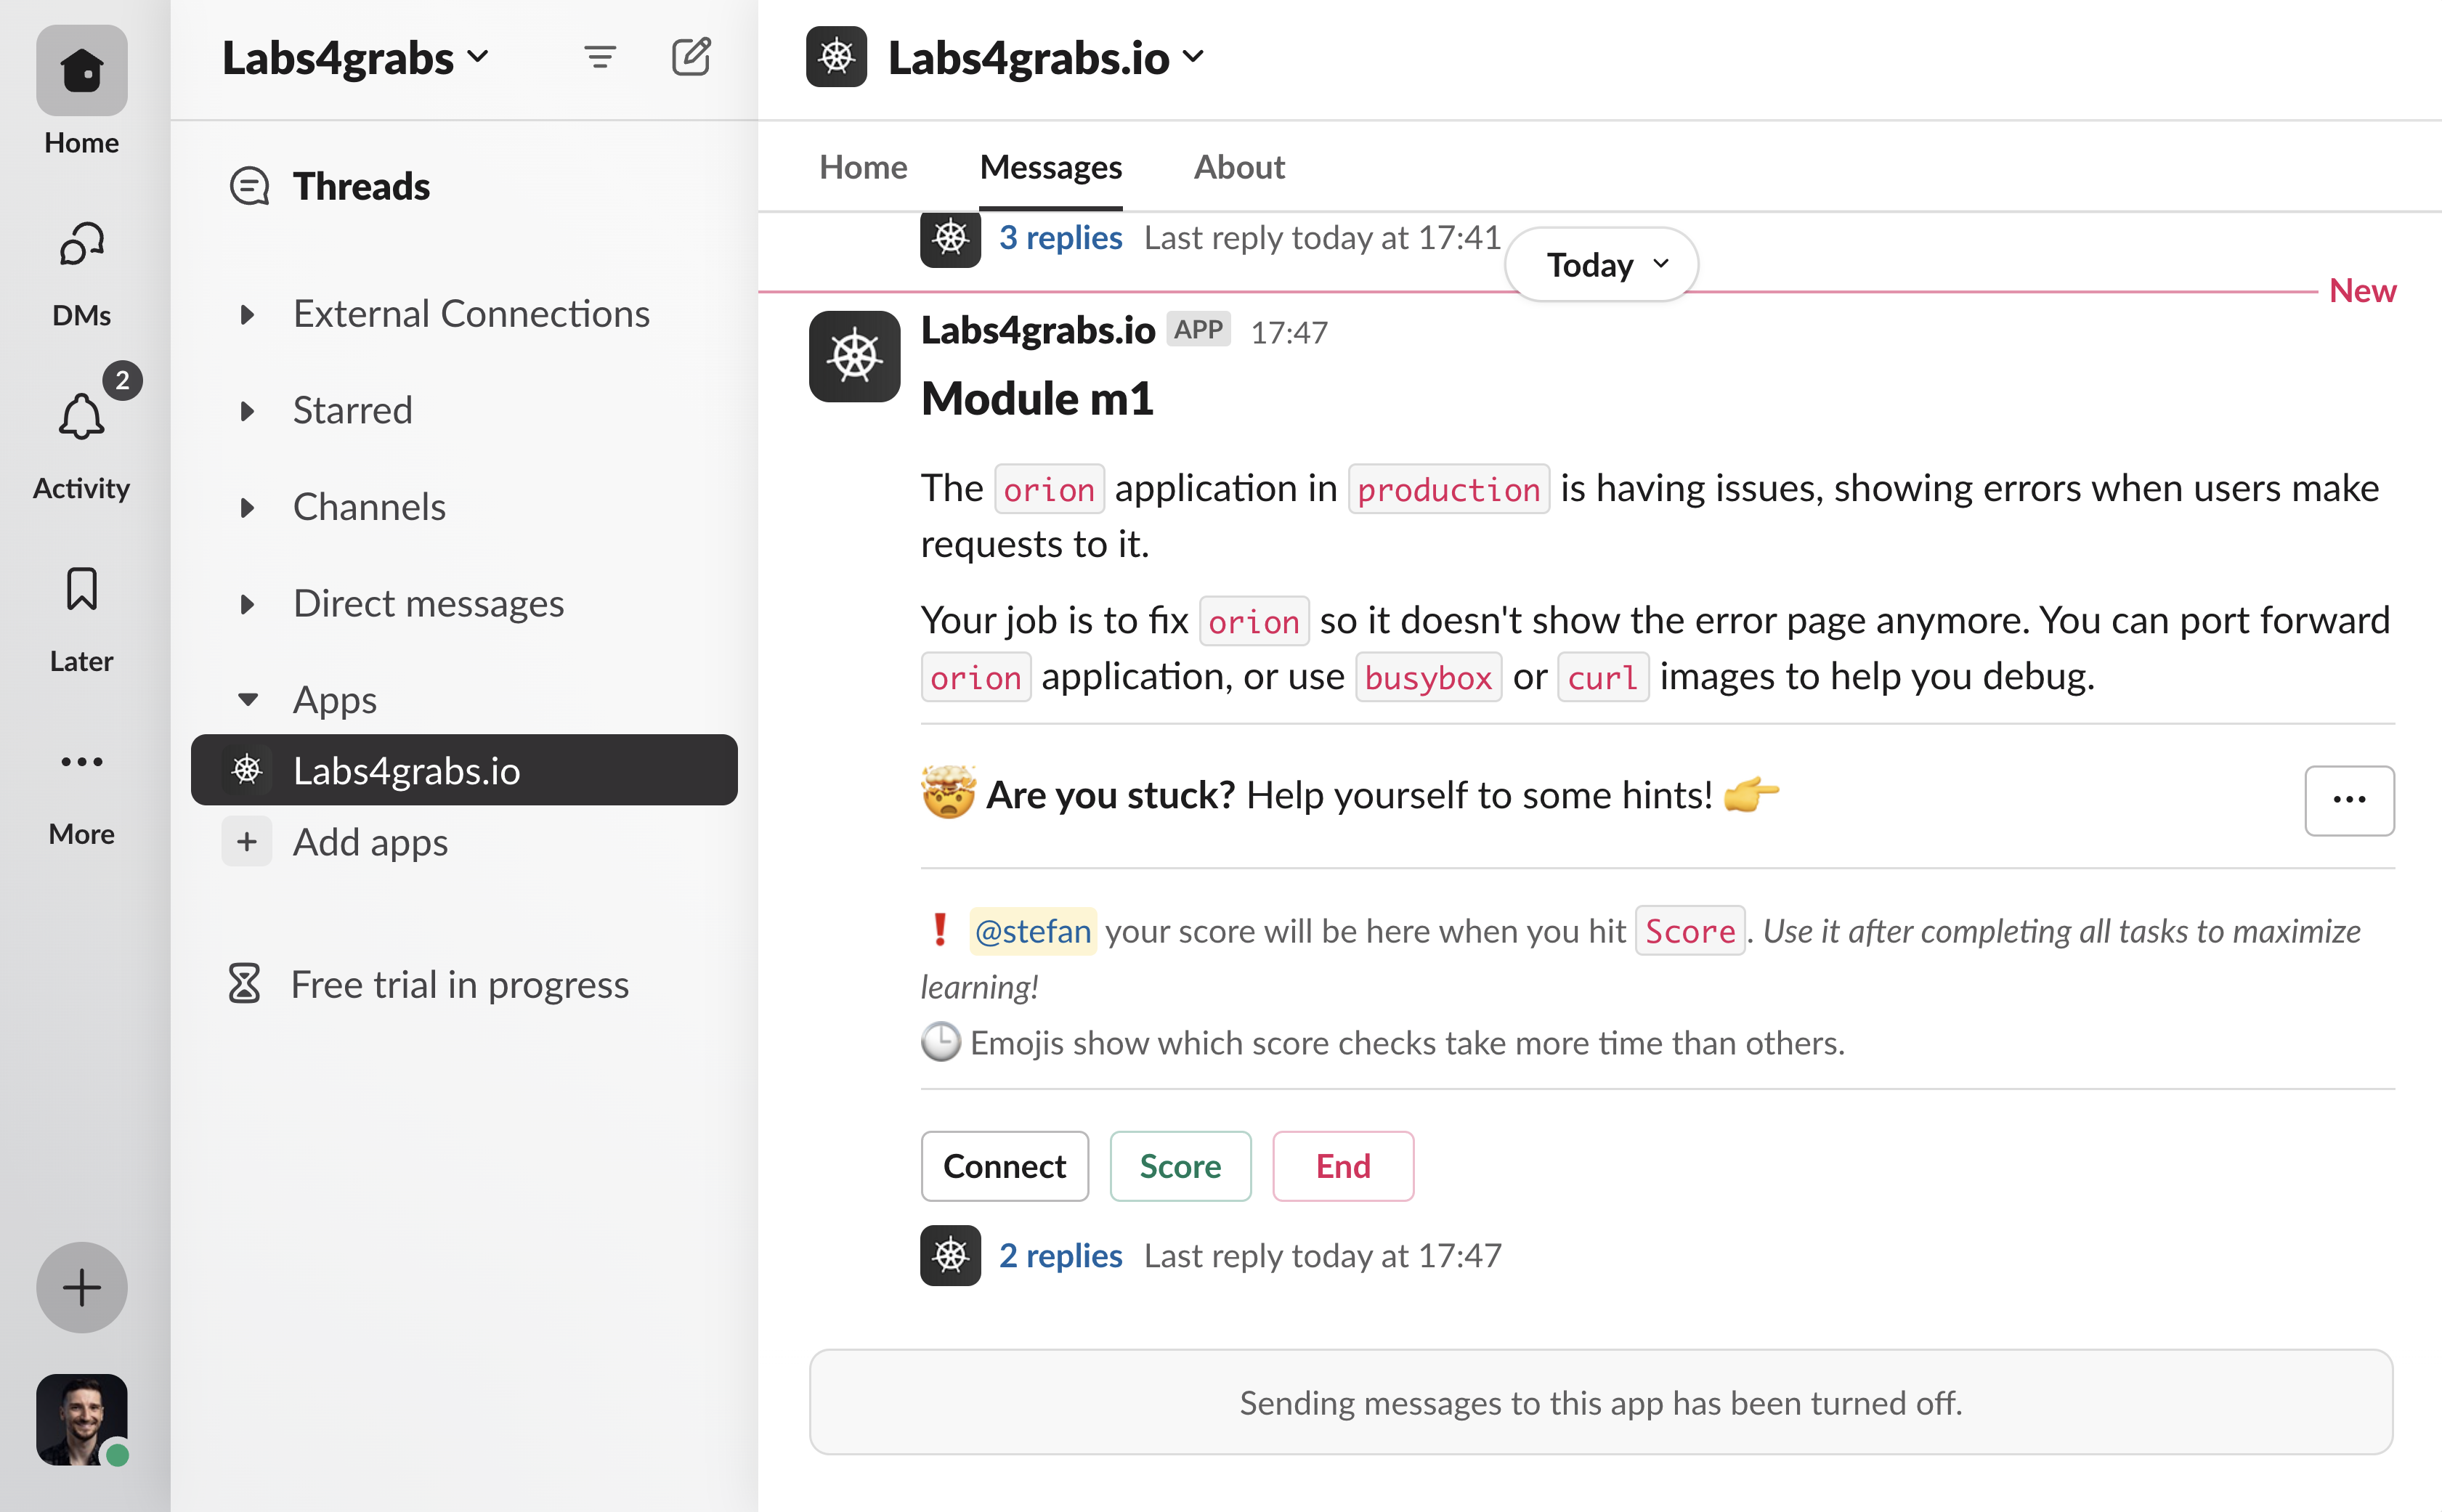 Home
DMs
2
Activity
Later
More
Labs4grabs
Threads
External Connections
Starred
Channels
Direct messages
Apps
Labs4grabs.io
Add apps
Free trial in progress
Labs4grabs.io
Home Messages About
3 replies Last reply today at 17:41
Today
New
Labs4grabs.io APP 17:47
Module m1
The orion application in production is having issues, showing errors when users make
requests to it.
Your job is to fix orion so it doesn't show the error page anymore. You can port forward
orion application, or use busybox or curl images to help you debug.
Are you stuck? Help yourself to some hints!
@stefan your score will be here when you hit Score. Use it after completing all tasks to maximize
learning!
Emojis show which score checks take more time than others.
Connect Score End
2 replies Last reply today at 17:47
Sending messages to this app has been turned off.